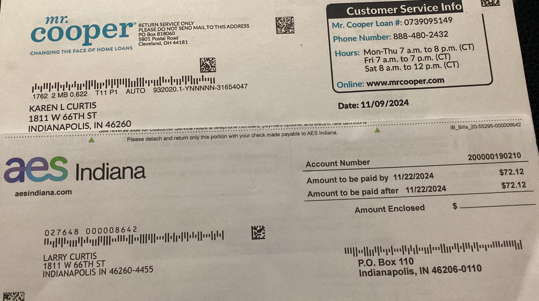 mr.
cooper
CHANGING THE FACE OF HOME LOANS
RETURN SERVICE ONLY
PLEASE DO NOT SEND MAIL TO THIS ADDRESS
PO Box 818060
5801 Postal Road
Cleveland, OH 44181
Customer Service Info
Mr. Cooper Loan #: 0739095149
Phone Number: 888-480-2432
Hours: Mon-Thu 7 a.m. to 8 p.m. (CT)
Fri 7 a.m. to 7 p.m. (CT)
Sat 8 a.m. to 12 p.m. (CT)
Online: www.mrcooper.com
1762 2 MB 0.622 T11 P1 AUTO 932020.1-YNNNNN-31654047
KAREN L CURTIS
1811 W 66TH ST
INDIANAPOLIS, IN 46260
Date: 11/09/2024
Please detach and return only this portion with your check made payable to AES Indiana.
IB_Bills_20-55295-000008642
aes Indiana
aesindiana.com
Account Number 200000190210
Amount to be paid by 11/22/2024 $72.12
Amount to be paid after 11/22/2024 $72.12
Amount Enclosed $
027648 000008642
LARRY CURTIS
1811 W 66TH ST
INDIANAPOLIS IN 46260-4455
P.O. Box 110
Indianapolis, IN 46206-0110